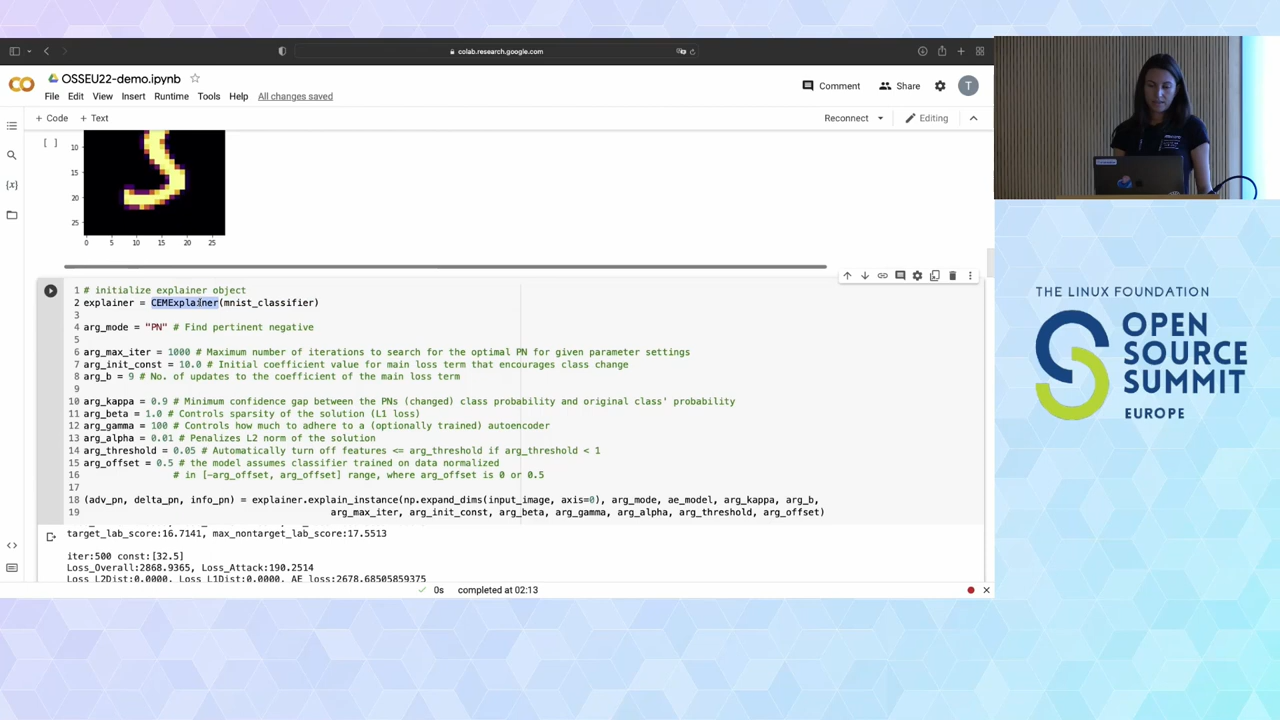 colab.research.google.com
OSSEU22-demo.ipynb
File Edit View Insert Runtime Tools Help All changes saved
Comment Share T
+ Code + Text Reconnect Editing
[ ]
10
15
20
25
0 5 10 15 20 25
1 # initialize explainer object
2 explainer = CEMExplainer(mnist_classifier)
3
4 arg_mode = "PN" # Find pertinent negative
5
6 arg_max_iter = 1000 # Maximum number of iterations to search for the optimal PN for given parameter settings
7 arg_init_const = 10.0 # Initial coefficient value for main loss term that encourages class change
8 arg_b = 9 # No. of updates to the coefficient of the main loss term
9
10 arg_kappa = 0.9 # Minimum confidence gap between the PNs (changed) class probability and original class' probability
11 arg_beta = 1.0 # Controls sparsity of the solution (L1 loss)
12 arg_gamma = 100 # Controls how much to adhere to a (optionally trained) autoencoder
13 arg_alpha = 0.01 # Penalizes L2 norm of the solution
14 arg_threshold = 0.05 # Automatically turn off features <= arg_threshold if arg_threshold < 1
15 arg_offset = 0.5 # the model assumes classifier trained on data normalized
16 # in [-arg_offset, arg_offset] range, where arg_offset is 0 or 0.5
17
18 (adv_pn, delta_pn, info_pn) = explainer.explain_instance(np.expand_dims(input_image, axis=0), arg_mode, ae_model, arg_kappa, arg_b,
19 arg_max_iter, arg_init_const, arg_beta, arg_gamma, arg_alpha, arg_threshold, arg_offset)
target_lab_score:16.7141, max_nontarget_lab_score:17.5513
iter:500 const:[32.5]
Loss_Overall:2868.9365, Loss_Attack:190.2514
Loss_L2Dist:0.0000, Loss_L1Dist:0.0000, AE_loss:2678.68505859375
0s completed at 02:13
THE LINUX FOUNDATION
OPEN
SOURCE
SUMMIT
EUROPE